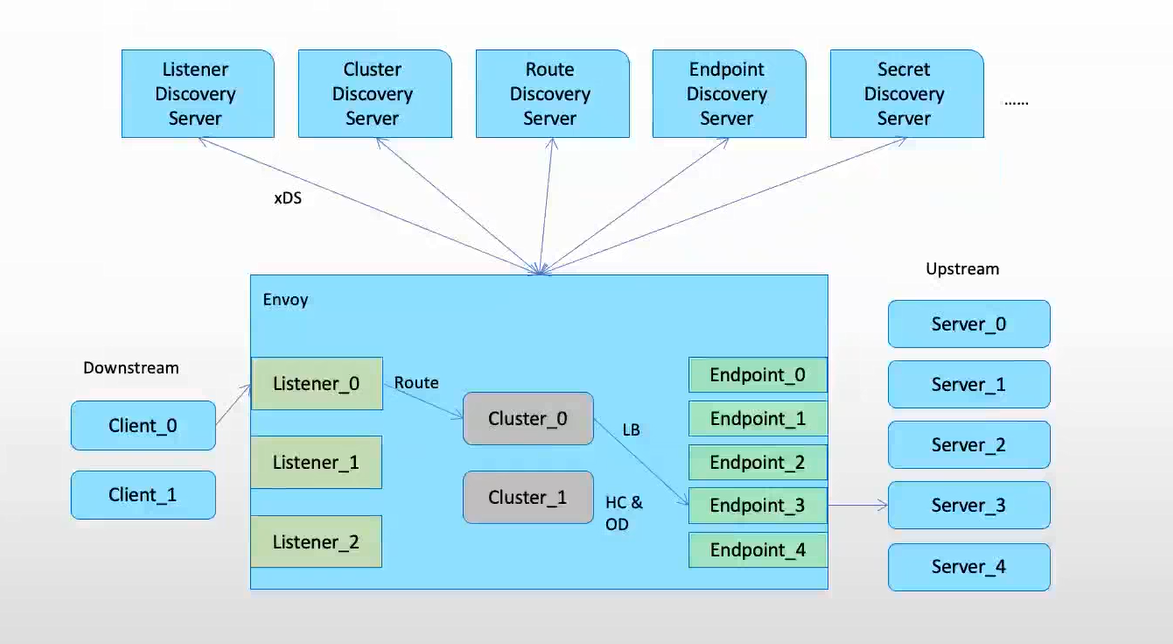 Listener
Discovery
Server
Cluster
Discovery
Server
Route
Discovery
Server
Endpoint
Discovery
Server
Secret
Discovery
Server
......
xDS
Envoy
Upstream
Downstream
Client_0
Client_1
Listener_0
Listener_1
Listener_2
Route
Cluster_0
Cluster_1
LB
HC &
OD
Endpoint_0
Endpoint_1
Endpoint_2
Endpoint_3
Endpoint_4
Server_0
Server_1
Server_2
Server_3
Server_4